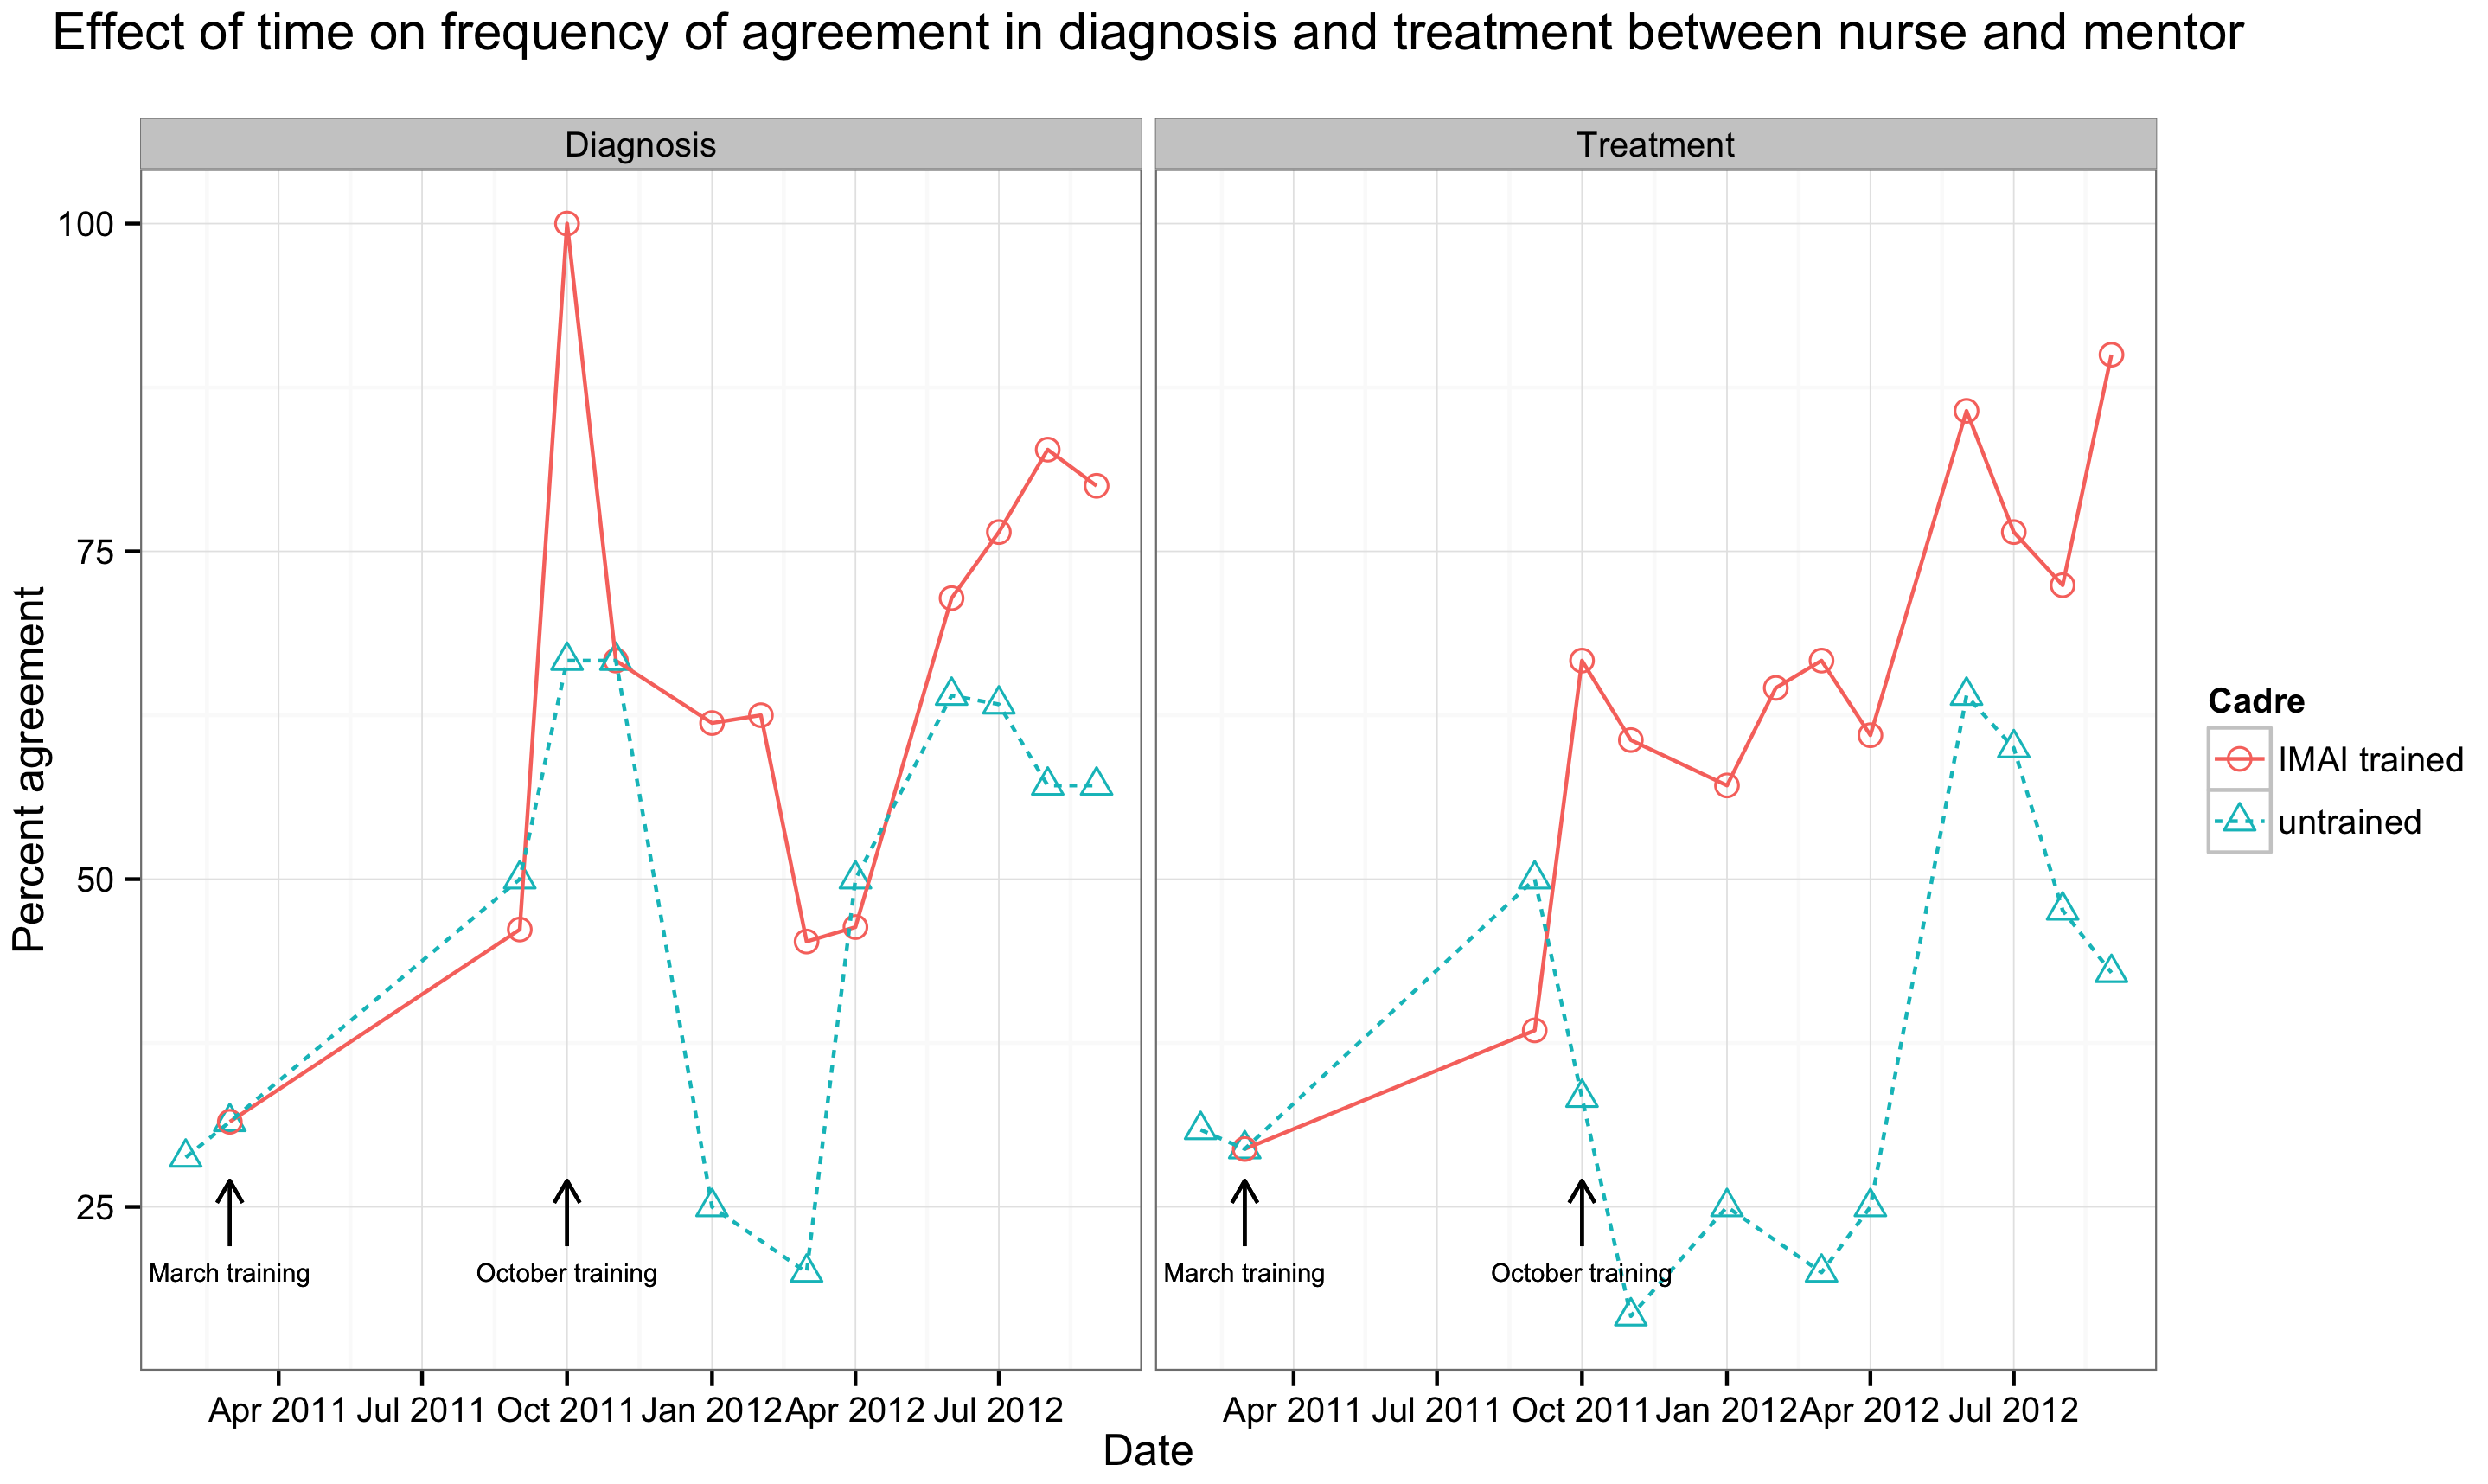 Effect of time on frequency of agreement in diagnosis and treatment between nurse and mentor
Diagnosis
Treatment
100
75
50
25
Percent agreement
March training
October training
March training
October training
Apr 2011 Jul 2011 Oct 2011 Jan 2012 Apr 2012 Jul 2012
Apr 2011 Jul 2011 Oct 2011 Jan 2012 Apr 2012 Jul 2012
Date
Cadre
IMAI trained
untrained